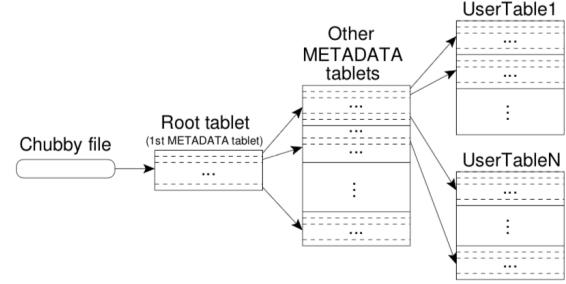 UserTable1
Other
METADATA
tablets
Root tablet
(1st METADATA tablet)
Chubby file
UserTableN
...
...
...
...
...
...
⋮
...
...
⋮
...
⋮
...